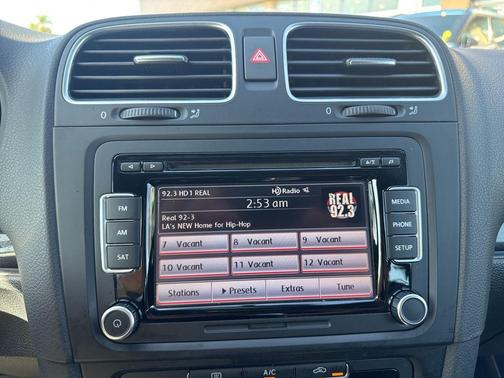 0
0
A/T
92.3 HD1 REAL
HD Radio
2:53 am
REAL
92.3
Real 92-3
LA's NEW Home for Hip-Hop
FM
AM
SAT
MEDIA
PHONE
SETUP
7 Vacant
8 Vacant
9 Vacant
10 Vacant
11 Vacant
12 Vacant
Stations
Presets
Extras
Tune
A/C